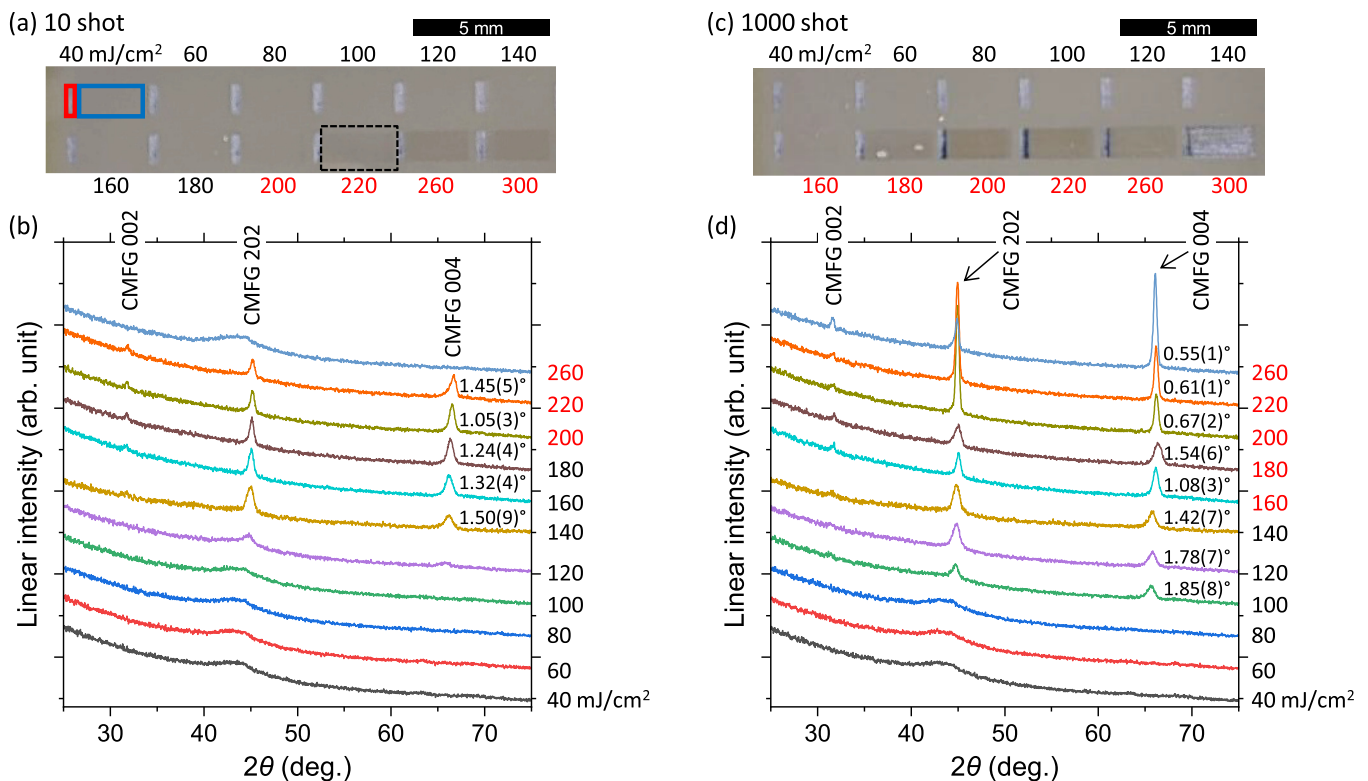 (a) 10 shot
5 mm
40 mJ/cm² 60 80 100 120 140
160 180 200 220 260 300
(c) 1000 shot
5 mm
40 mJ/cm² 60 80 100 120 140
160 180 200 220 260 300
(b)
CMFG 002
CMFG 202
CMFG 004
Linear intensity (arb. unit)
260
1.45(5)°
220
1.05(3)°
200
1.24(4)°
180
1.32(4)°
160
1.50(9)°
140
120
100
80
60
40 mJ/cm²
30 40 50 60 70
2θ (deg.)
(d)
CMFG 002
CMFG 202
CMFG 004
Linear intensity (arb. unit)
0.55(1)°
260
0.61(1)°
220
0.67(2)°
200
1.54(6)°
180
1.08(3)°
160
1.42(7)°
140
1.78(7)°
120
1.85(8)°
100
80
60
40 mJ/cm²
30 40 50 60 70
2θ (deg.)